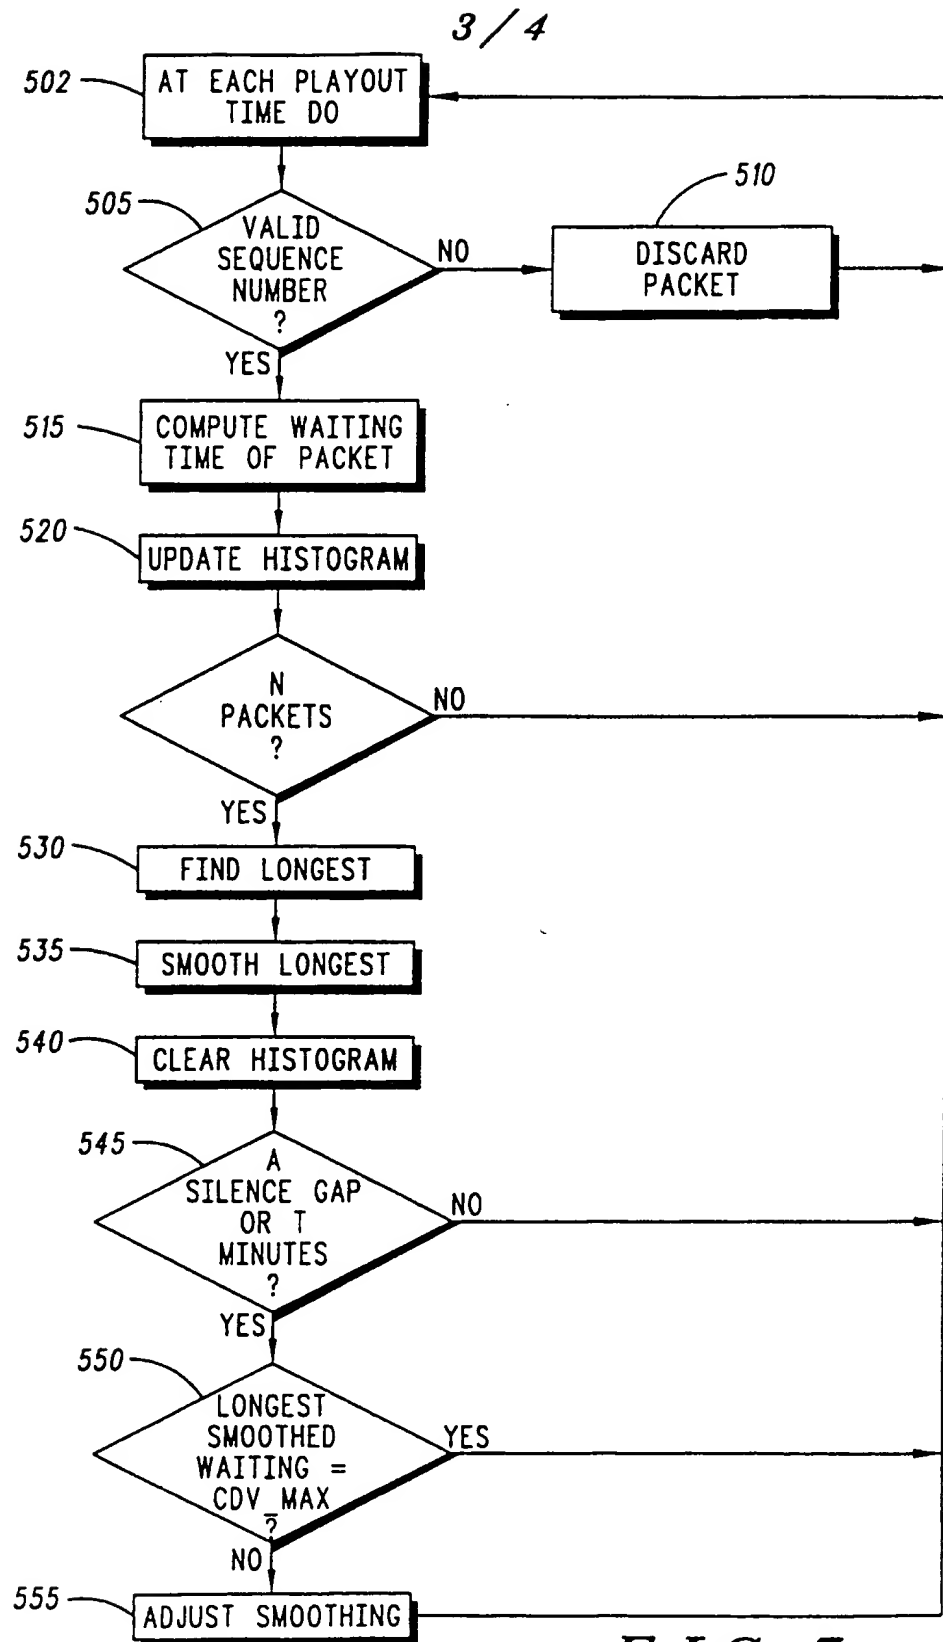 3/4
502
AT EACH PLAYOUT
TIME DO
505
VALID
SEQUENCE
NUMBER
?
NO
510
DISCARD
PACKET
YES
515
COMPUTE WAITING
TIME OF PACKET
520
UPDATE HISTOGRAM
N
PACKETS
?
NO
YES
530
FIND LONGEST
535
SMOOTH LONGEST
540
CLEAR HISTOGRAM
545
A
SILENCE GAP
OR T
MINUTES
?
NO
YES
550
LONGEST
SMOOTHED
WAITING =
CDV_MAX
?
YES
NO
555
ADJUST SMOOTHING